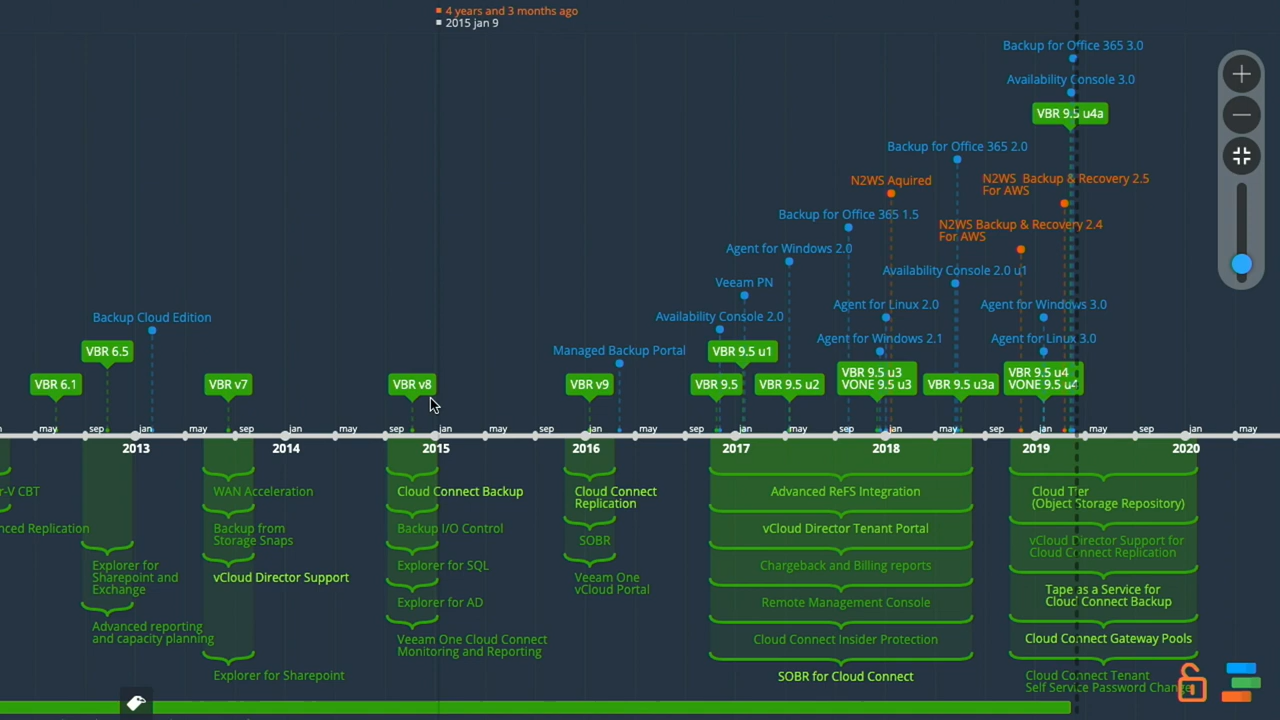 4 years and 3 months ago
2015 jan 9
Backup for Office 365 3.0
Availability Console 3.0
VBR 9.5 u4a
Backup for Office 365 2.0
N2WS Aquired
N2WS Backup & Recovery 2.5
For AWS
Backup for Office 365 1.5
N2WS Backup & Recovery 2.4
For AWS
Agent for Windows 2.0
Availability Console 2.0 u1
Veeam PN
Agent for Linux 2.0
Agent for Windows 3.0
Backup Cloud Edition
Availability Console 2.0
Agent for Windows 2.1
Agent for Linux 3.0
VBR 6.5
Managed Backup Portal
VBR 9.5 u1
VBR 6.1
VBR v7
VBR v8
VBR v9
VBR 9.5
VBR 9.5 u2
VBR 9.5 u3
VONE 9.5 u3
VBR 9.5 u3a
VBR 9.5 u4
VONE 9.5 u4
may sep jan may sep jan may sep jan may sep jan may sep jan may sep jan may sep jan may sep jan may
2013 2014 2015 2016 2017 2018 2019 2020
r-V CBT
nced Replication
Explorer for
Sharepoint and
Exchange
Advanced reporting
and capacity planning
WAN Acceleration
Backup from
Storage Snaps
vCloud Director Support
Explorer for Sharepoint
Cloud Connect Backup
Backup I/O Control
Explorer for SQL
Explorer for AD
Veeam One Cloud Connect
Monitoring and Reporting
Cloud Connect
Replication
SOBR
Veeam One
vCloud Portal
Advanced ReFS Integration
vCloud Director Tenant Portal
Chargeback and Billing reports
Remote Management Console
Cloud Connect Insider Protection
SOBR for Cloud Connect
Cloud Tier
(Object Storage Repository)
vCloud Director Support for
Cloud Connect Replication
Tape as a Service for
Cloud Connect Backup
Cloud Connect Gateway Pools
Cloud Connect Tenant
Self Service Password Change